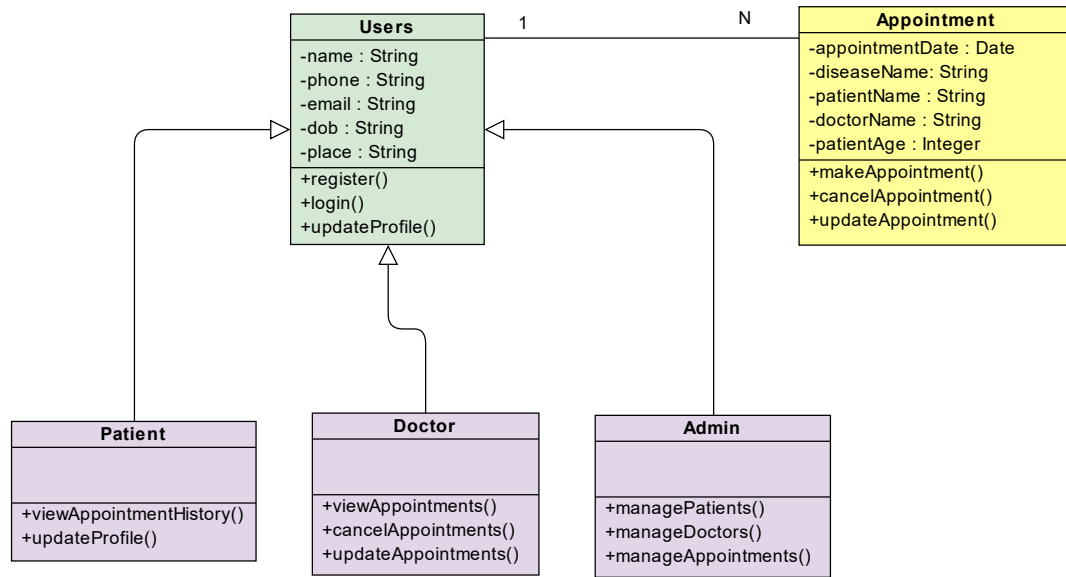 Users
-name : String
-phone : String
-email : String
-dob : String
-place : String
+register()
+login()
+updateProfile()
1
N
Appointment
-appointmentDate : Date
-diseaseName: String
-patientName : String
-doctorName : String
-patientAge : Integer
+makeAppointment()
+cancelAppointment()
+updateAppointment()
Patient
+viewAppointmentHistory()
+updateProfile()
Doctor
+viewAppointments()
+cancelAppointments()
+updateAppointments()
Admin
+managePatients()
+manageDoctors()
+manageAppointments()